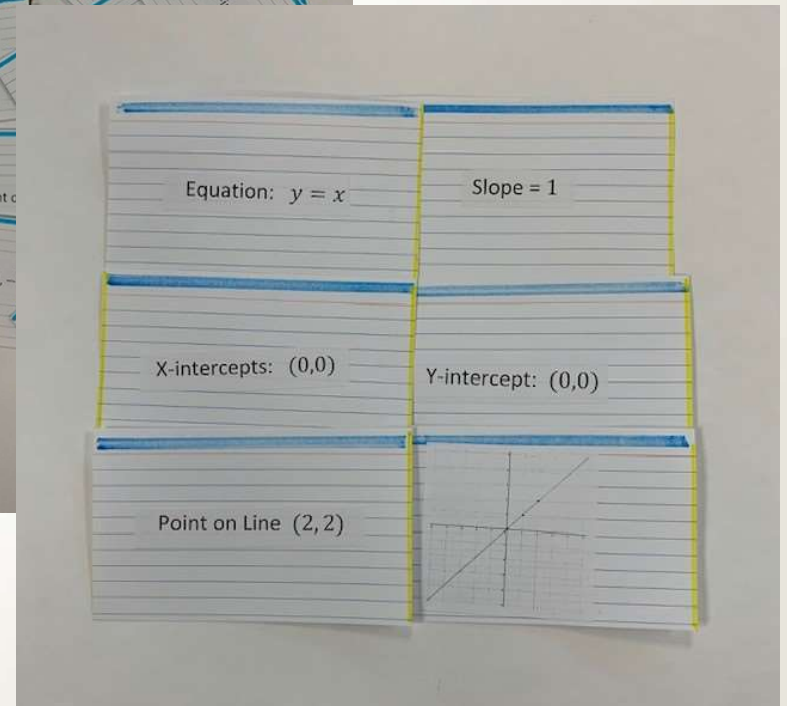 Equation: y = x
Slope = 1
X-intercepts: (0,0)
Y-intercept: (0,0)
Point on Line (2, 2)